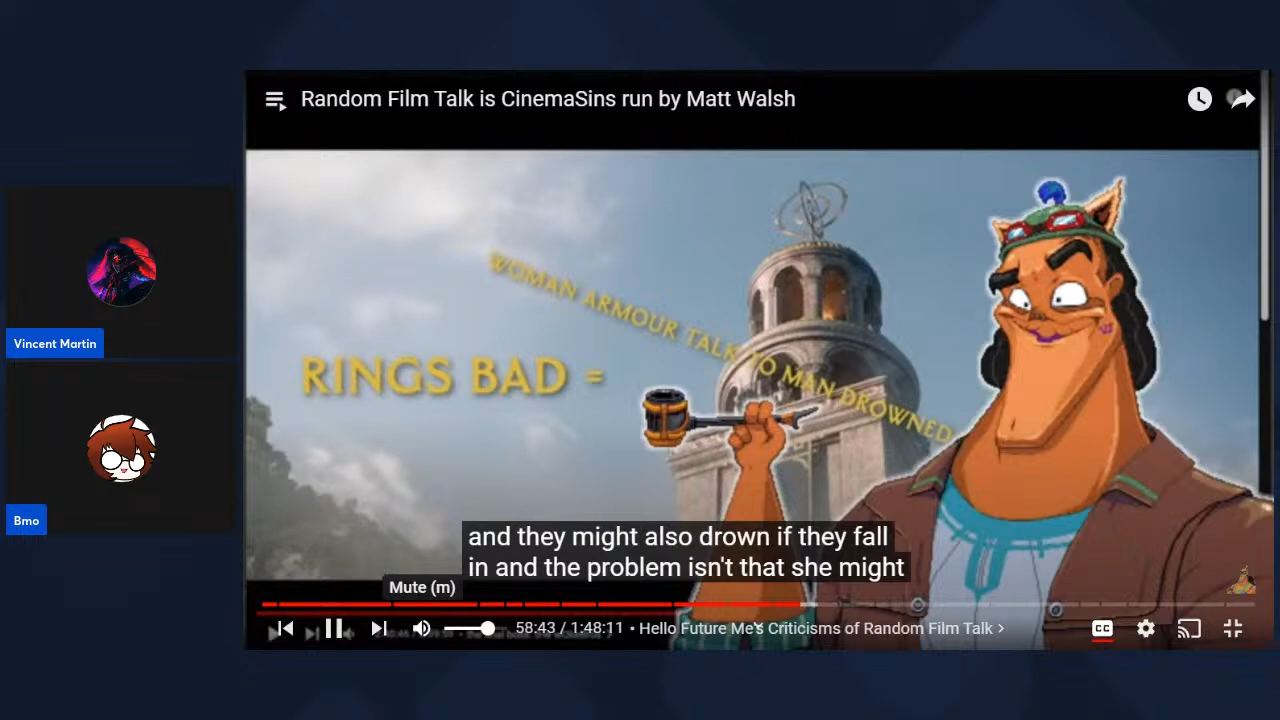 Random Film Talk is CinemaSins run by Matt Walsh
WOMAN ARMOUR TALK TO MAN DROWNED
RINGS BAD =
Vincent Martin
Bmo
and they might also drown if they fall
in and the problem isn't that she might
Mute (m)
58:43 / 1:48:11 • Hello Future Me's Criticisms of Random Film Talk >
CC